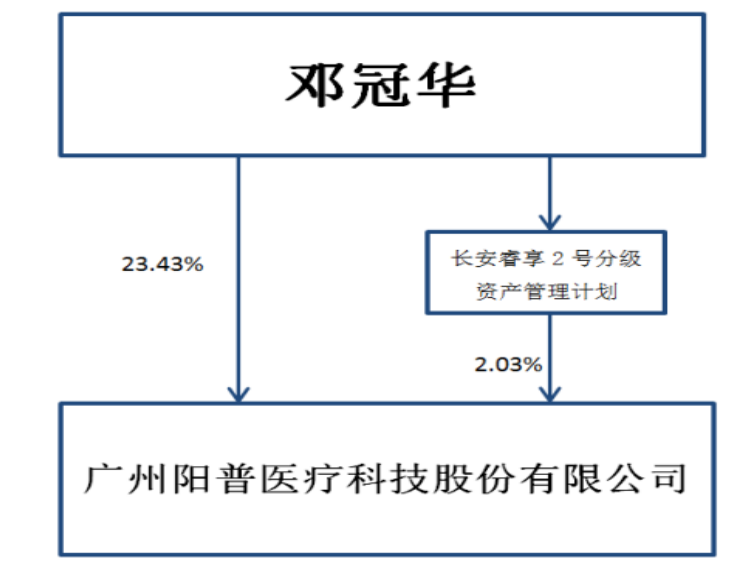 邓冠华
23.43%
长安睿享2号分级
资产管理计划
2.03%
广州阳普医疗科技股份有限公司